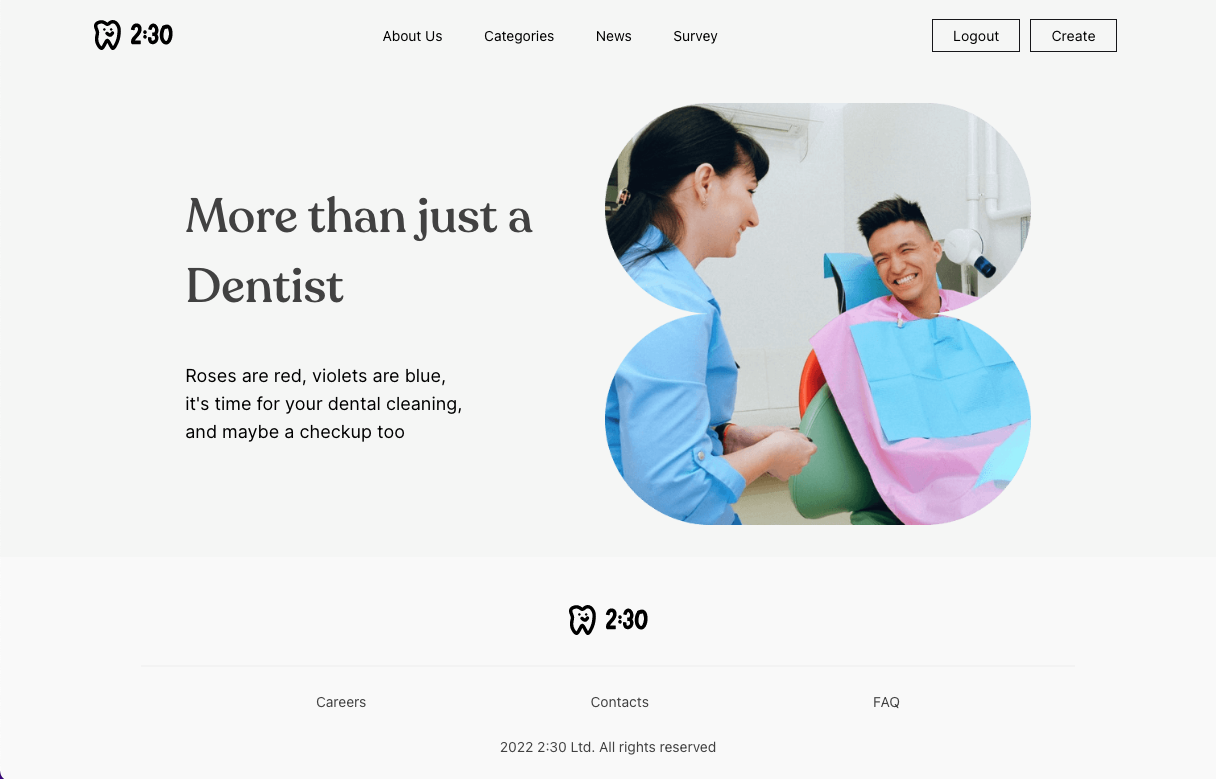 2:30
About Us
Categories
News
Survey
Logout
Create
More than just a
Dentist
Roses are red, violets are blue,
it's time for your dental cleaning,
and maybe a checkup too
2:30
Careers
Contacts
FAQ
2022 2:30 Ltd. All rights reserved